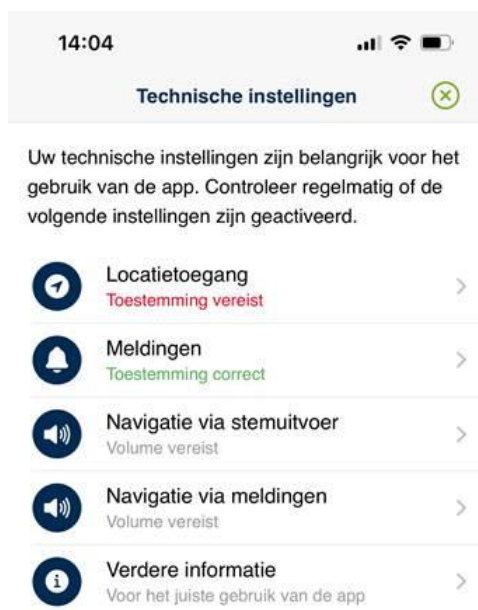 14:04
Technische instellingen
Uw technische instellingen zijn belangrijk voor het
gebruik van de app. Controleer regelmatig of de
volgende instellingen zijn geactiveerd.
Locatietoegang
Toestemming vereist
Meldingen
Toestemming correct
Navigatie via stemuitvoer
Volume vereist
Navigatie via meldingen
Volume vereist
Verdere informatie
Voor het juiste gebruik van de app